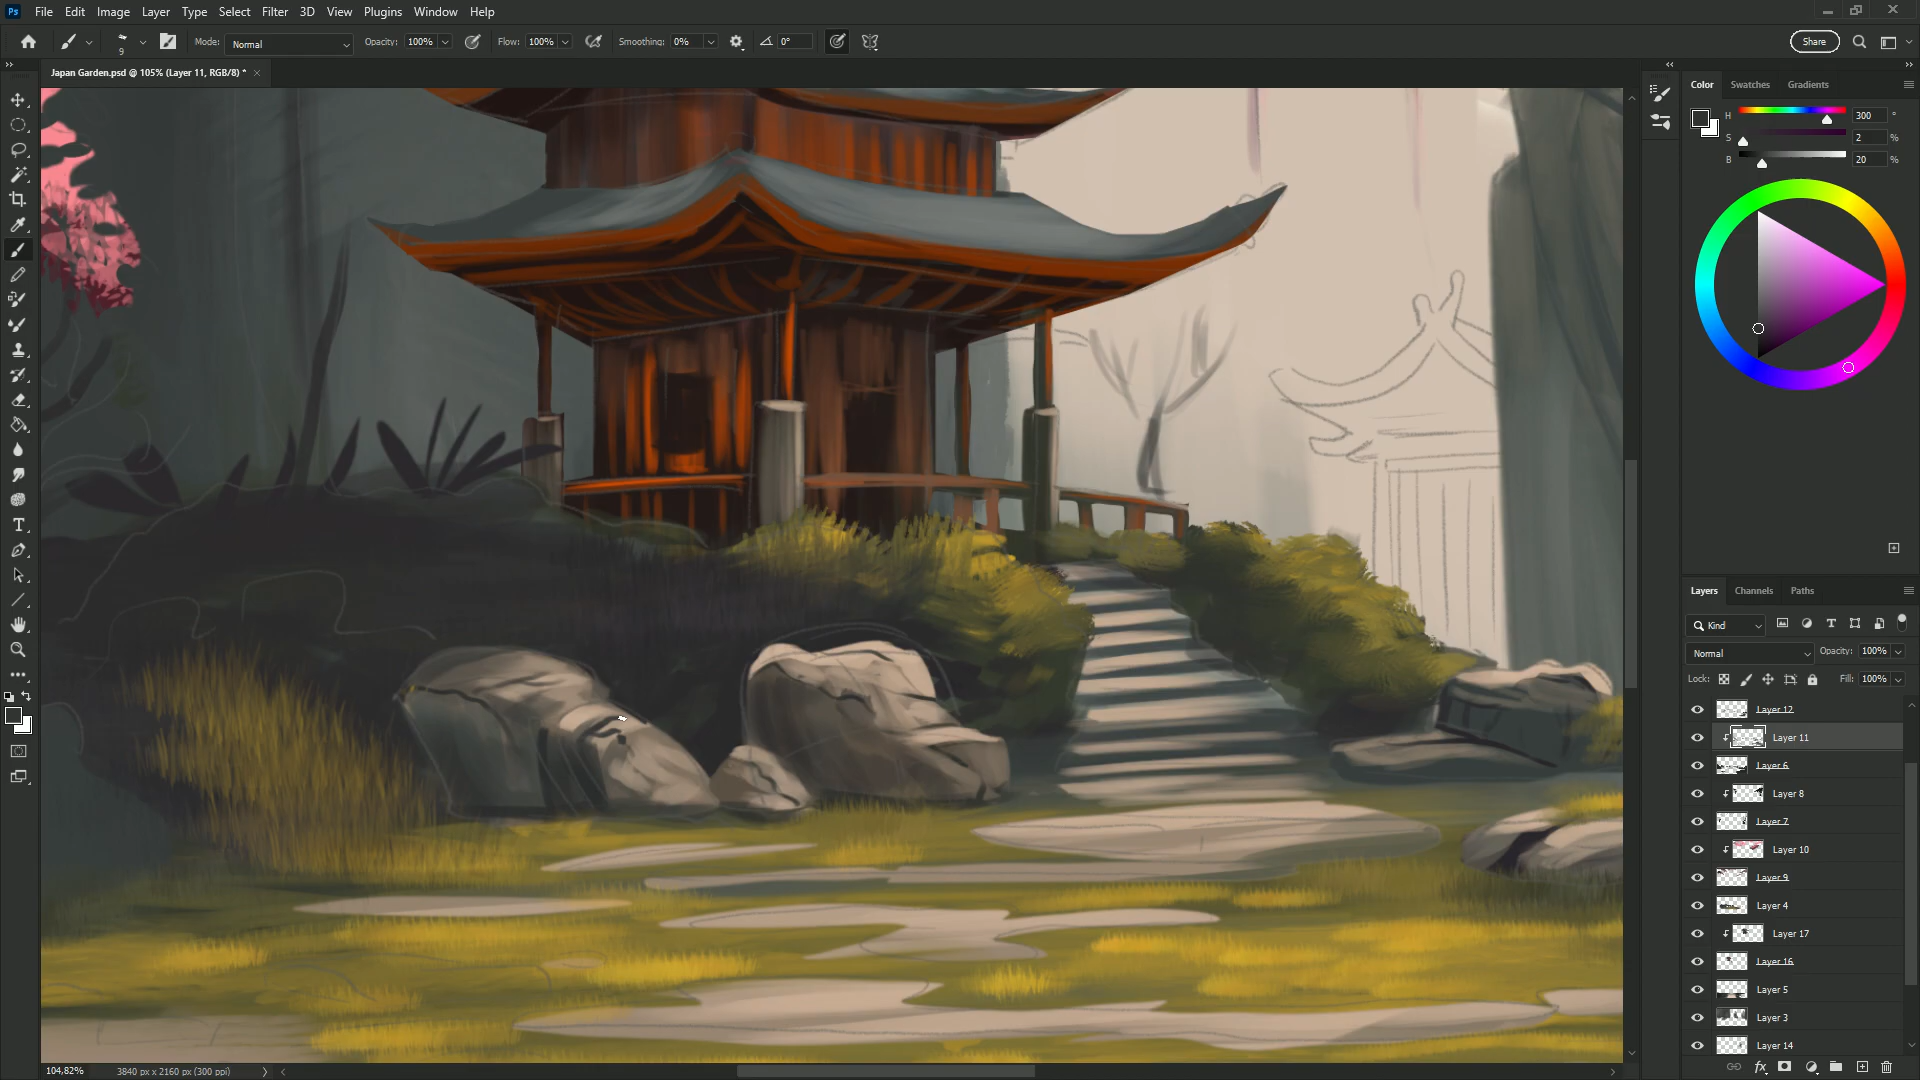 Ps File Edit Image Layer Type Select Filter 3D View Plugins Window Help
9 Mode: Normal Opacity: 100% Flow: 100% Smoothing: 0% 0° Share
Japan Garden.psd @ 105% (Layer 11, RGB/8) *
Color Swatches Gradients
H 300 °
S 2 %
B 20 %
Layers Channels Paths
Kind
Normal Opacity: 100%
Lock: Fill: 100%
Layer 12
Layer 11
Layer 6
Layer 8
Layer 7
Layer 10
Layer 9
Layer 4
Layer 17
Layer 16
Layer 5
Layer 3
Layer 14
104,82% 3840 px x 2160 px (300 ppi)
fx